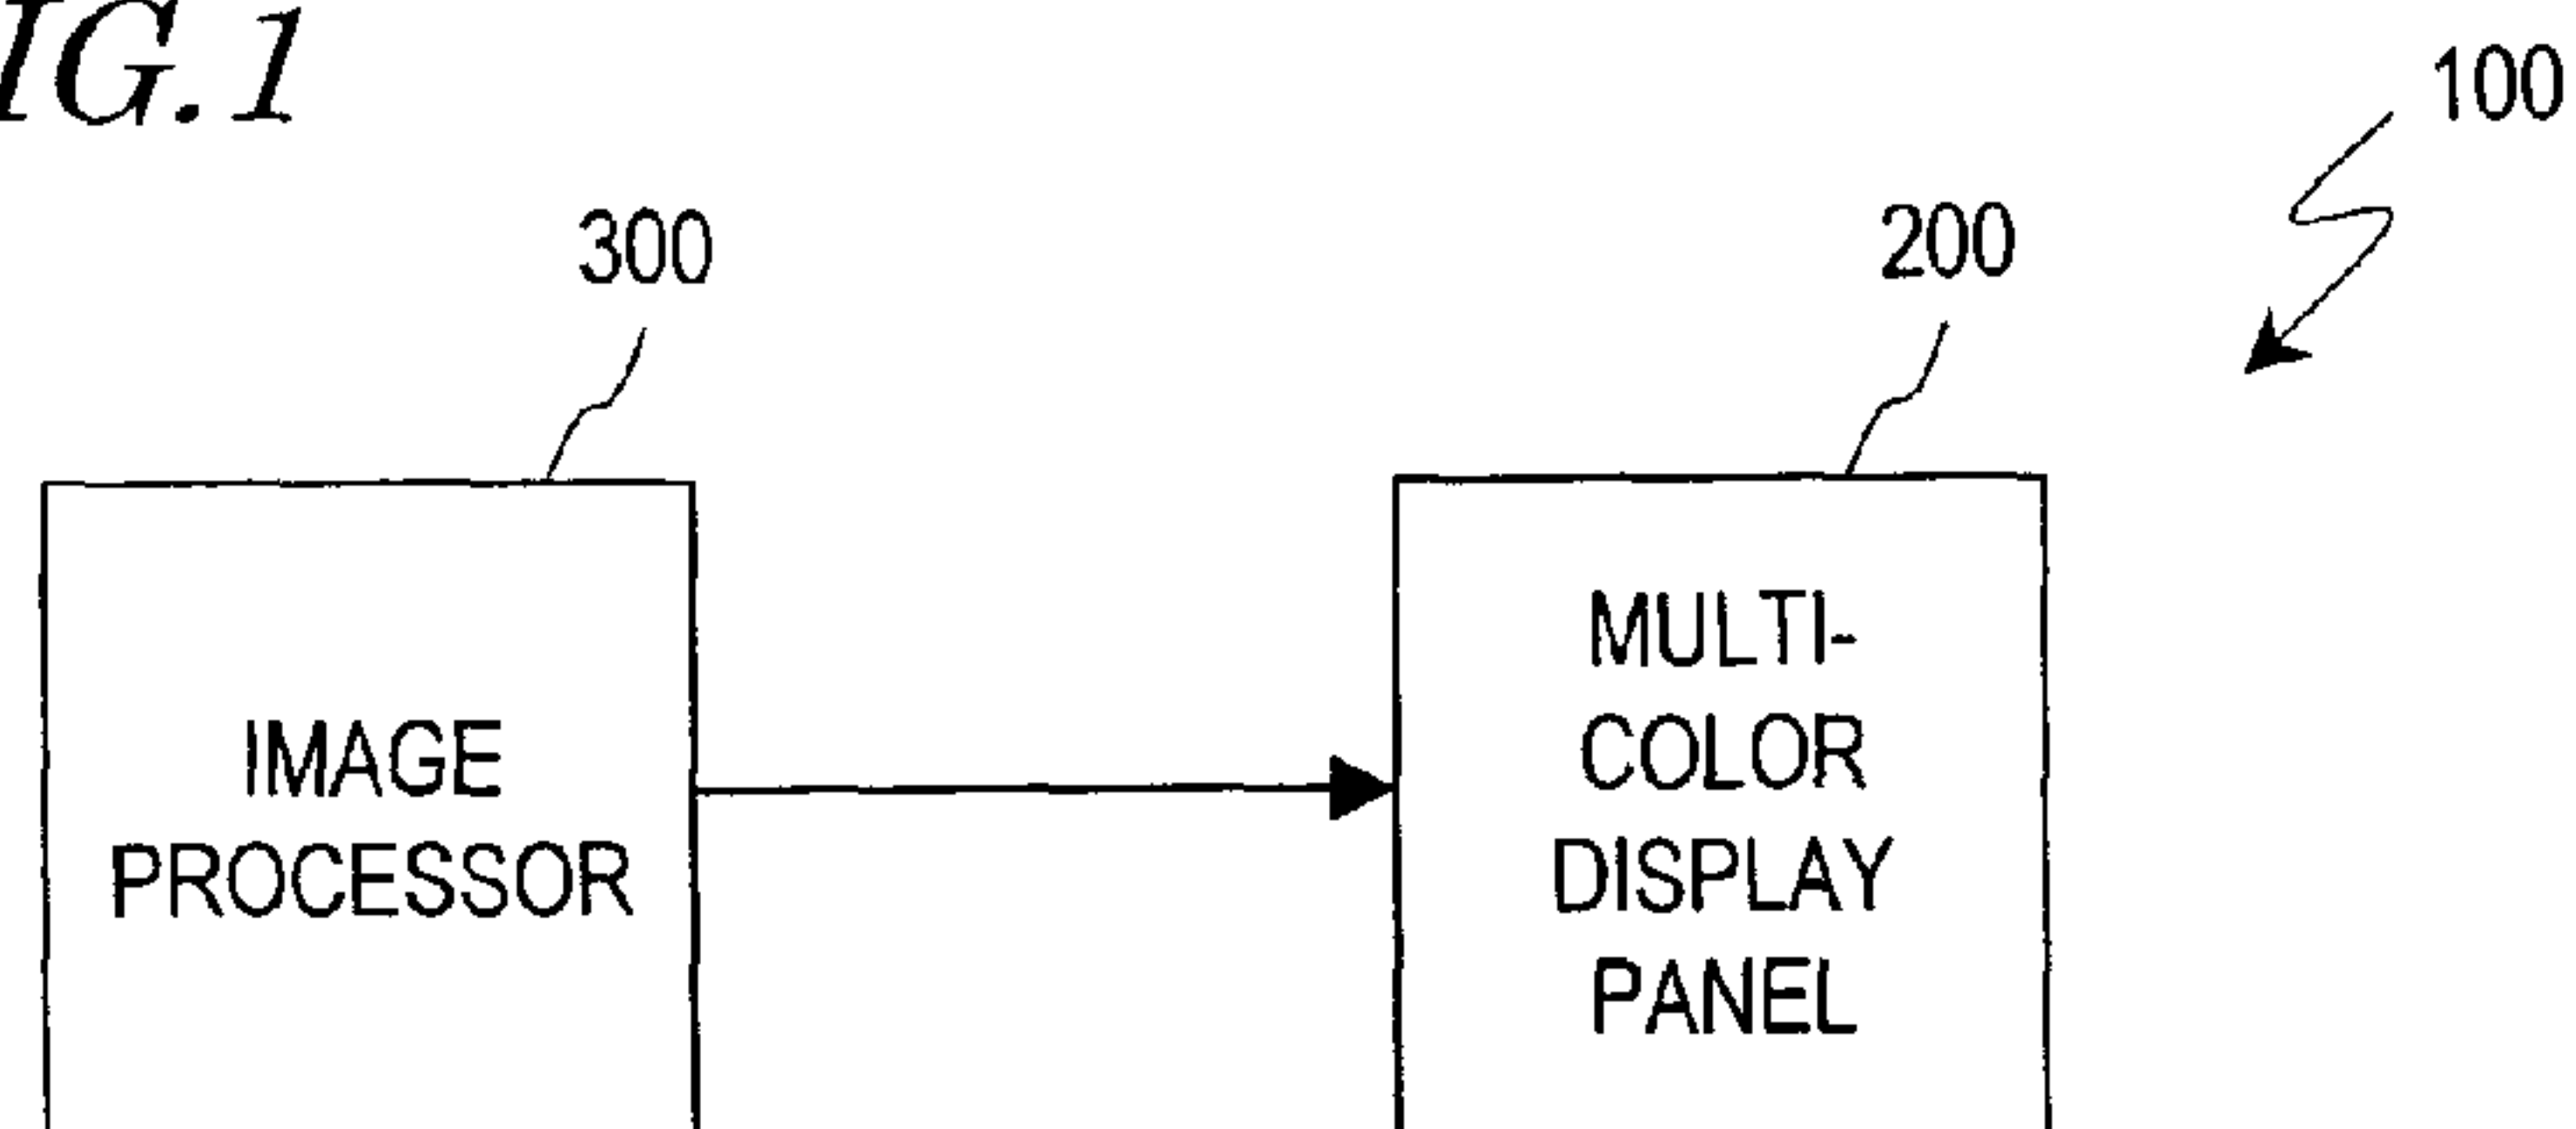 IG.1
100
300
200
IMAGE
PROCESSOR
MULTI-
COLOR
DISPLAY
PANEL